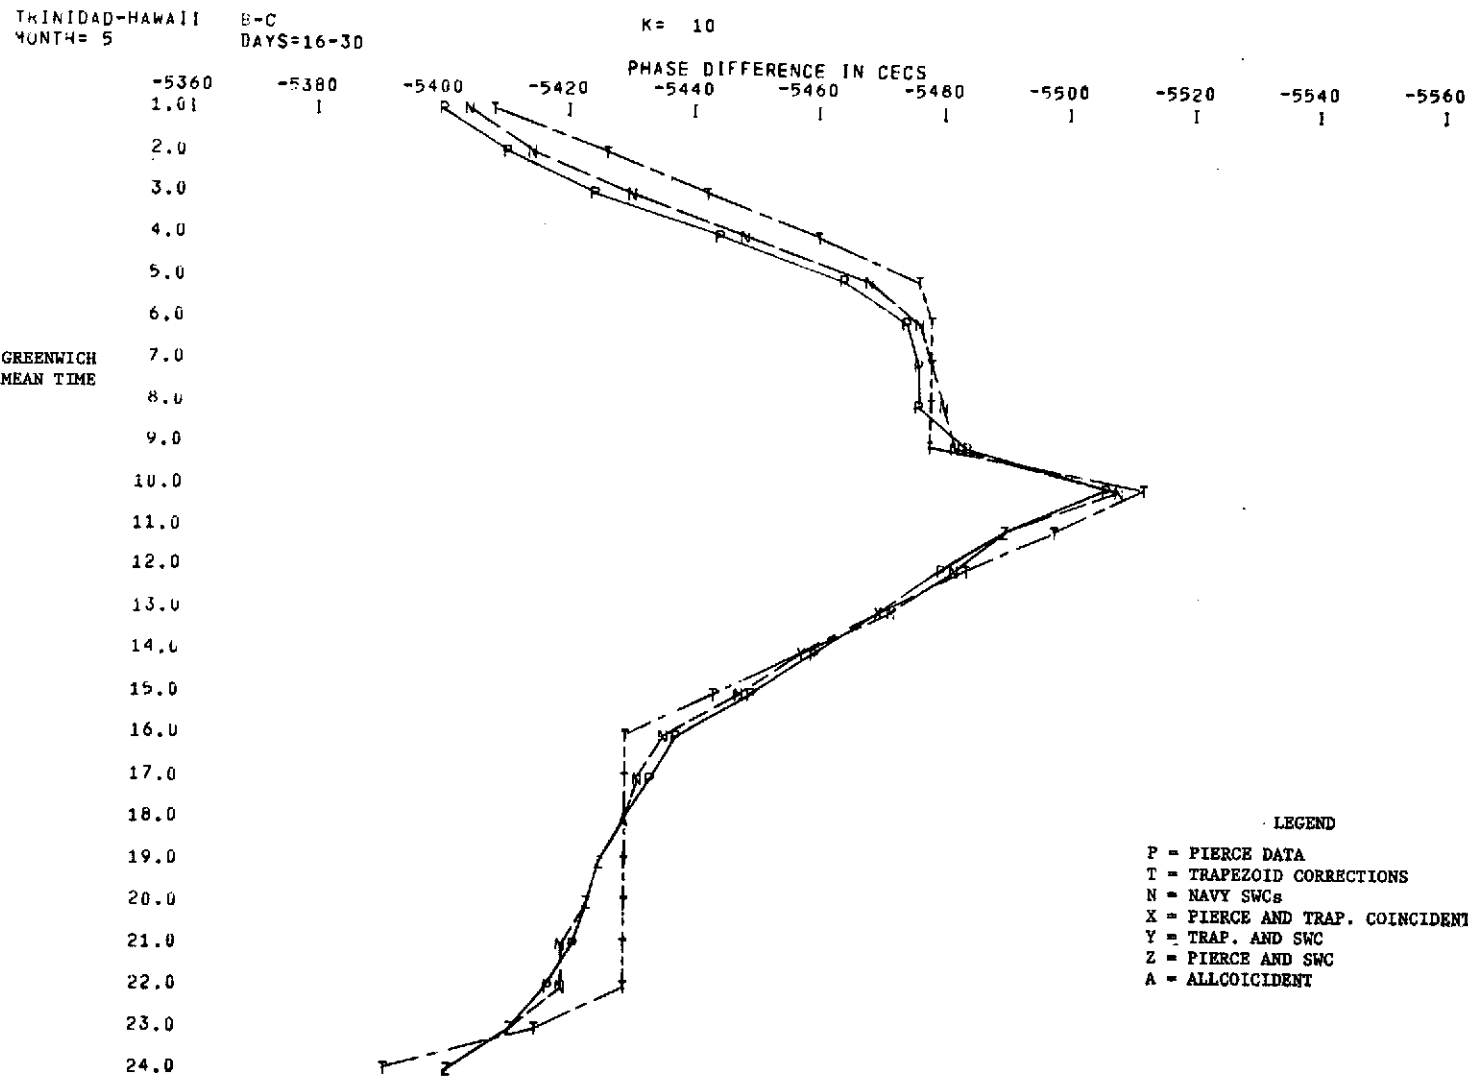 TRINIDAD-HAWAII B-C K= 10
MONTH= 5 DAYS=16-30
PHASE DIFFERENCE IN CECS
-5360 -5380 -5400 -5420 -5440 -5460 -5480 -5500 -5520 -5540 -5560
1.0I I I I I I I I I
2.0
3.0
4.0
5.0
6.0
GREENWICH
MEAN TIME
7.0
8.0
9.0
10.0
11.0
12.0
13.0
14.0
15.0
16.0
17.0
18.0
19.0
20.0
21.0
22.0
23.0
24.0
LEGEND
P = PIERCE DATA
T = TRAPEZOID CORRECTIONS
N = NAVY SWCs
X = PIERCE AND TRAP. COINCIDENT
Y = TRAP. AND SWC
Z = PIERCE AND SWC
A = ALLCOICIDENT